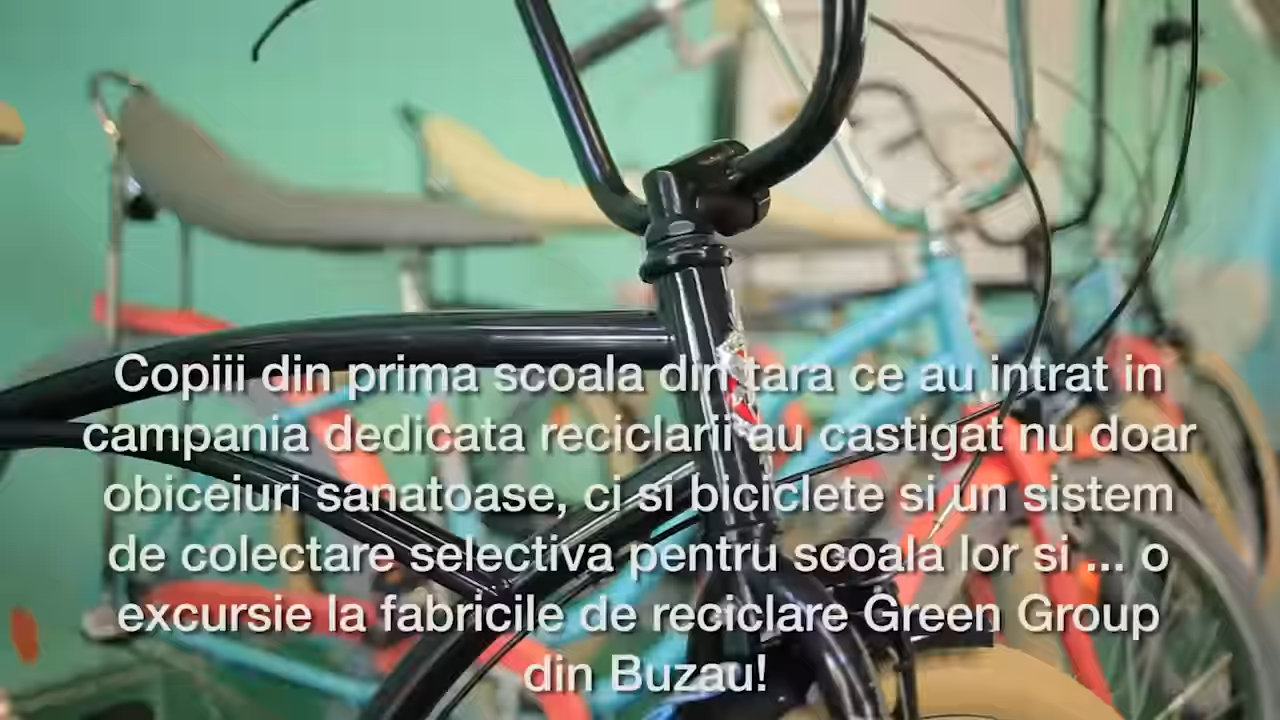 Copiii din prima scoala din tara ce au intrat in
campania dedicata reciclarii au castigat nu doar
obiceiuri sanatoase, ci si biciclete si un sistem
de colectare selectiva pentru scoala lor si ... o
excursie la fabricile de reciclare Green Group
din Buzau!